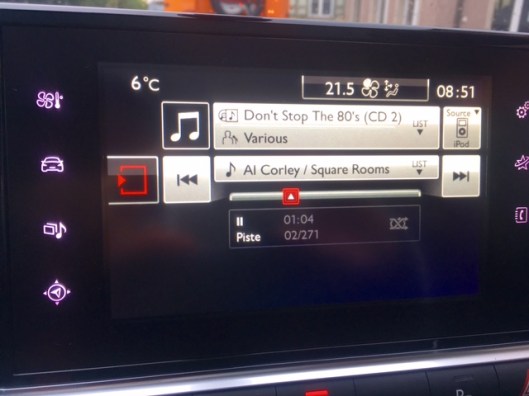 6°C
21.5
08:51
Don't Stop The 80's (CD 2)
LIST
Various
Source
iPod
Al Corley / Square Rooms
LIST
01:04
Piste
02/271